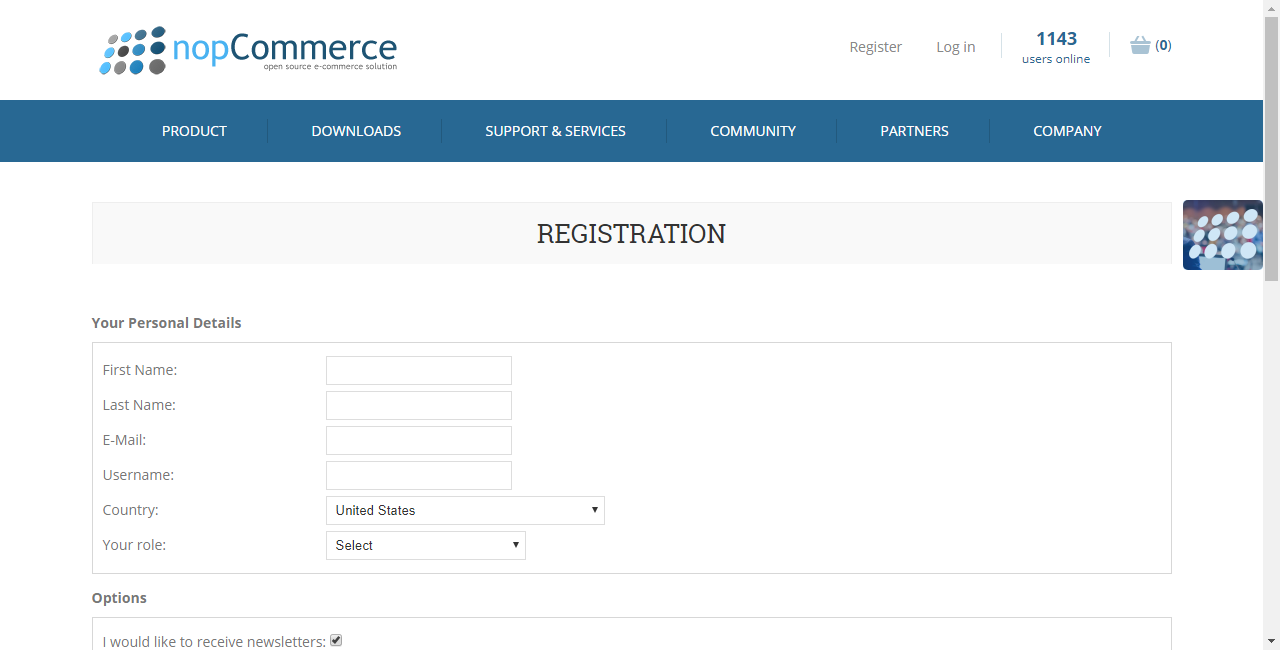 nopCommerce
open source e-commerce solution
Register
Log in
1143
users online
(0)
PRODUCT
DOWNLOADS
SUPPORT & SERVICES
COMMUNITY
PARTNERS
COMPANY
REGISTRATION
Your Personal Details
First Name:
Last Name:
E-Mail:
Username:
Country: United States
Your role: Select
Options
I would like to receive newsletters: